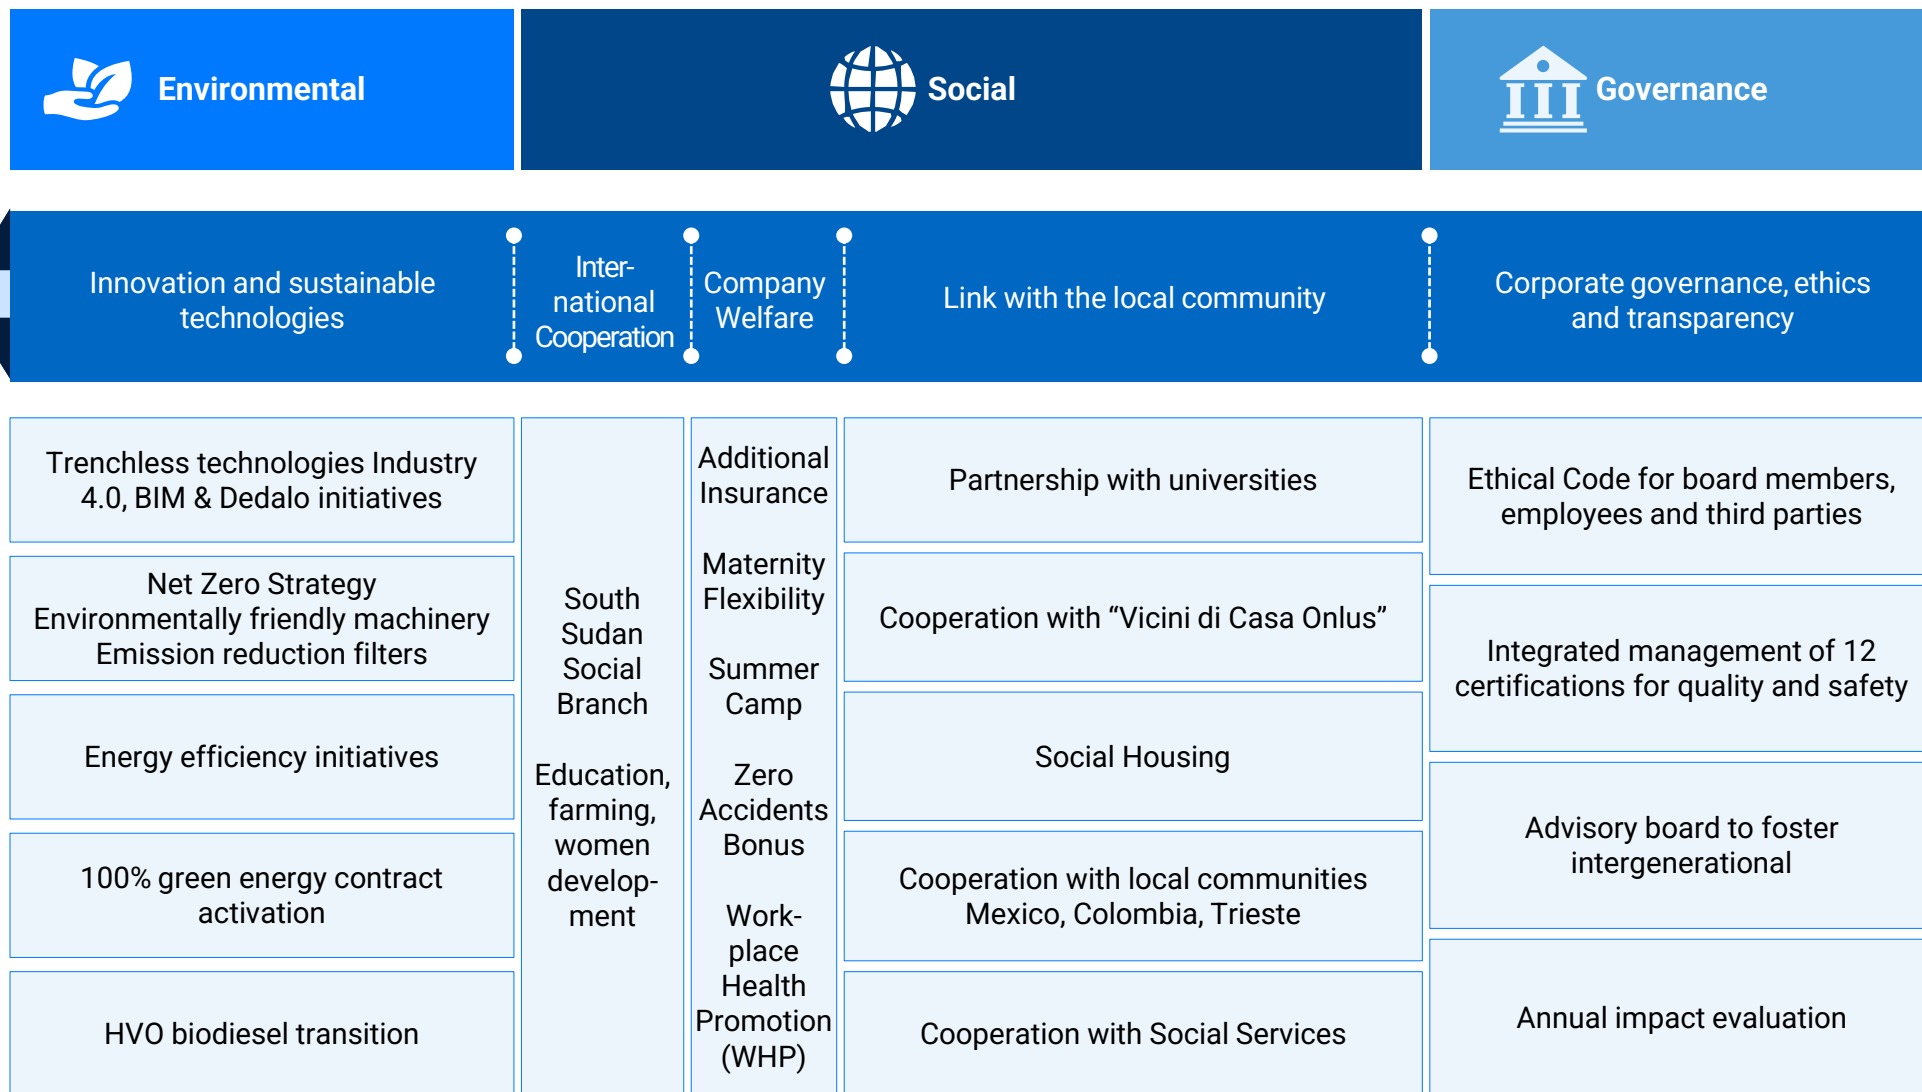 Environmental
Social
Governance
Innovation and sustainable
technologies
Inter-
national
Cooperation
Company
Welfare
Link with the local community
Corporate governance, ethics
and transparency
Trenchless technologies Industry
4.0, BIM & Dedalo initiatives
Net Zero Strategy
Environmentally friendly machinery
Emission reduction filters
Energy efficiency initiatives
100% green energy contract
activation
HVO biodiesel transition
South
Sudan
Social
Branch
Education,
farming,
women
develop-
ment
Additional
Insurance
Maternity
Flexibility
Summer
Camp
Zero
Accidents
Bonus
Work-
place
Health
Promotion
(WHP)
Partnership with universities
Cooperation with “Vicini di Casa Onlus”
Social Housing
Cooperation with local communities
Mexico, Colombia, Trieste
Cooperation with Social Services
Ethical Code for board members,
employees and third parties
Integrated management of 12
certifications for quality and safety
Advisory board to foster
intergenerational
Annual impact evaluation